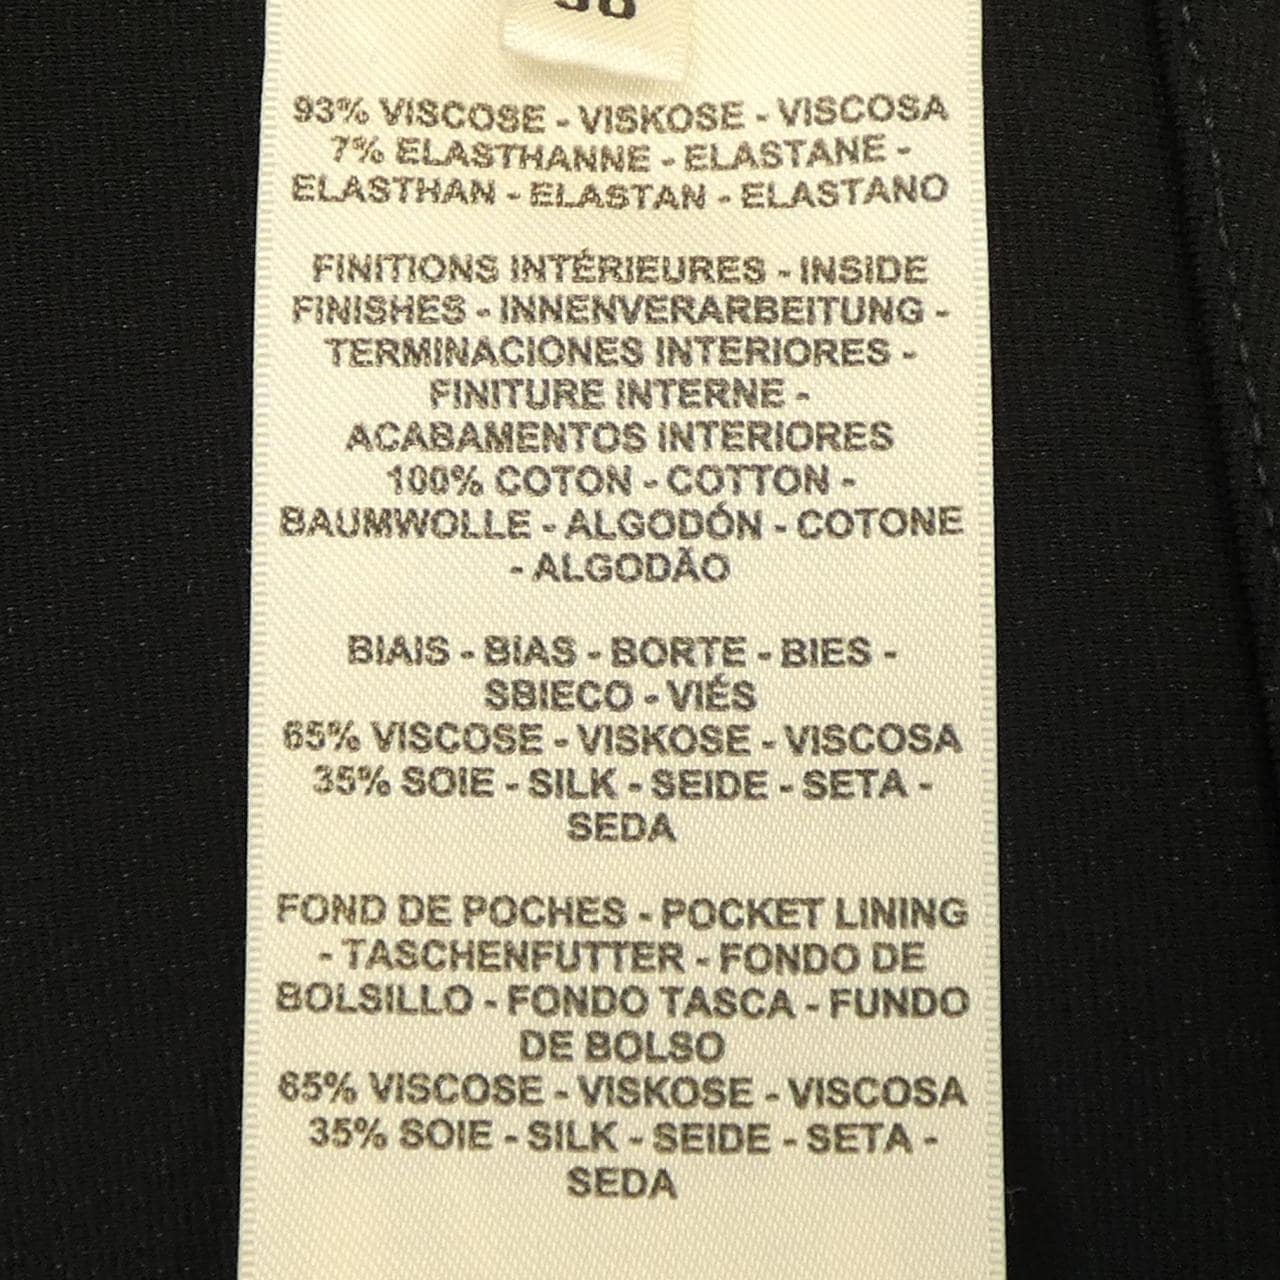 93% VISCOSE - VISKOSE - VISCOSA
7% ELASTHANNE - ELASTANE -
ELASTHAN - ELASTAN - ELASTANO
FINITIONS INTÉRIEURES - INSIDE
FINISHES - INNENVERARBEITUNG -
TERMINACIONES INTERIORES -
FINITURE INTERNE -
ACABAMENTOS INTERIORES
100% COTON - COTTON -
BAUMWOLLE - ALGODÓN - COTONE
- ALGODÃO
BIAIS - BIAS - BORTE - BIES -
SBIECO - VIÉS
65% VISCOSE - VISKOSE - VISCOSA
35% SOIE - SILK - SEIDE - SETA -
SEDA
FOND DE POCHES - POCKET LINING
- TASCHENFUTTER - FONDO DE
BOLSILLO - FONDO TASCA - FUNDO
DE BOLSO
65% VISCOSE - VISKOSE - VISCOSA
35% SOIE - SILK - SEIDE - SETA -
SEDA